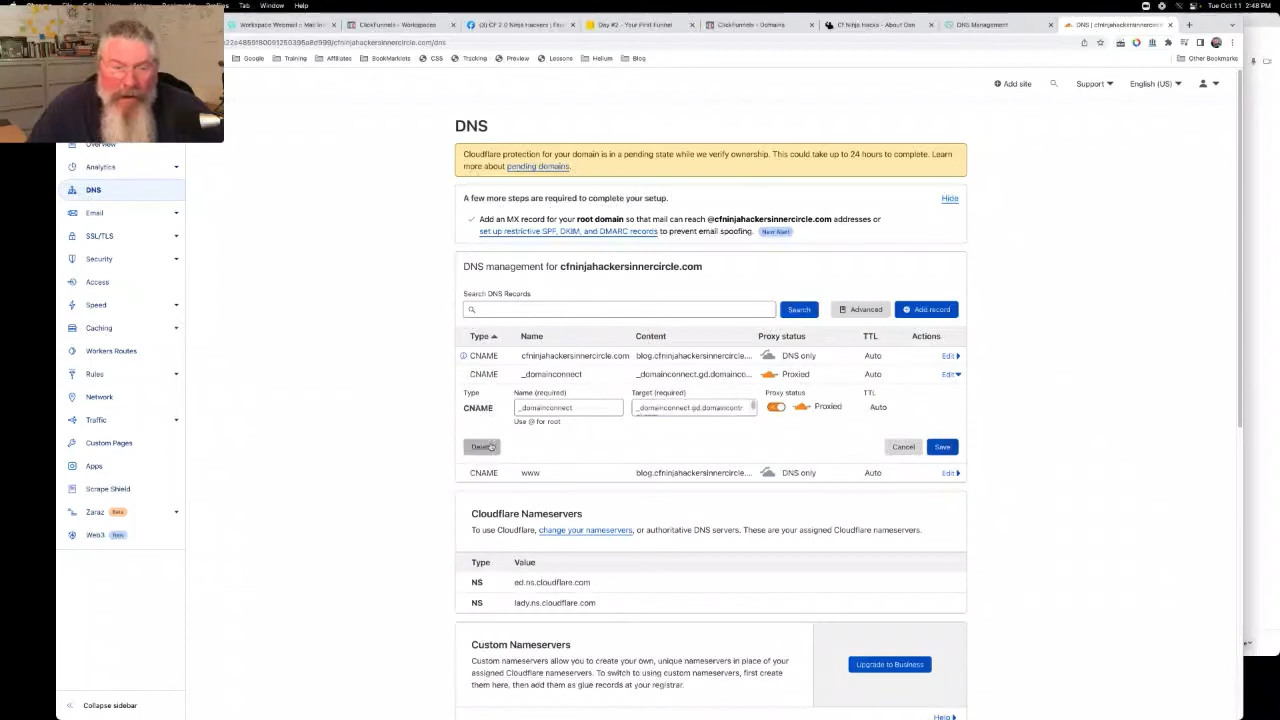 Tab Window Help
Tue Oct 11 2:48 PM
Workspace Webmail :: Mail In
ClickFunnels - Workspaces
(3) CF 2.0 Ninja Hackers | Fac
Day #2 - Your First Funnel
ClickFunnels - Domains
CF Ninja Hacks - About Dan
DNS Management
DNS | cfninjahackersinnercircle
/cfninjahackersinnercircle.com/dns
Google
Training
Affiliates
BookMarklets
CSS
Tracking
Preview
Lessons
Helium
Blog
Other Bookmarks
Add site
Support
English (US)
Overview
Analytics
DNS
Email
SSL/TLS
Security
Access
Speed
Caching
Workers Routes
Rules
Network
Traffic
Custom Pages
Apps
Scrape Shield
Zaraz Beta
Web3 New
Collapse sidebar
DNS
Cloudflare protection for your domain is in a pending state while we verify ownership. This could take up to 24 hours to complete. Learn
more about pending domains.
A few more steps are required to complete your setup.
Hide
Add an MX record for your root domain so that mail can reach @cfninjahackersinnercircle.com addresses or
set up restrictive SPF, DKIM, and DMARC records to prevent email spoofing. New Alert
DNS management for cfninjahackersinnercircle.com
Search DNS Records
Search
Advanced
Add record
Type Name Content Proxy status TTL Actions
CNAME cfninjahackersinnercircle.com blog.cfninjahackersinnercircle.... DNS only Auto Edit
CNAME _domainconnect _domainconnect.gd.domainco... Proxied Auto Edit
Type Name (required) Target (required) Proxy status TTL
CNAME _domainconnect _domainconnect.gd.domaincontr Proxied Auto
Use @ for root
Delete
Cancel
Save
CNAME www blog.cfninjahackersinnercircle.... DNS only Auto Edit
Cloudflare Nameservers
To use Cloudflare, change your nameservers, or authoritative DNS servers. These are your assigned Cloudflare nameservers.
Type Value
NS ed.ns.cloudflare.com
NS lady.ns.cloudflare.com
Custom Nameservers
Custom nameservers allow you to create your own, unique nameservers in place of your
assigned Cloudflare nameservers. To switch to using custom nameservers, first create
them here, then add them as glue records at your registrar.
Upgrade to Business
Help